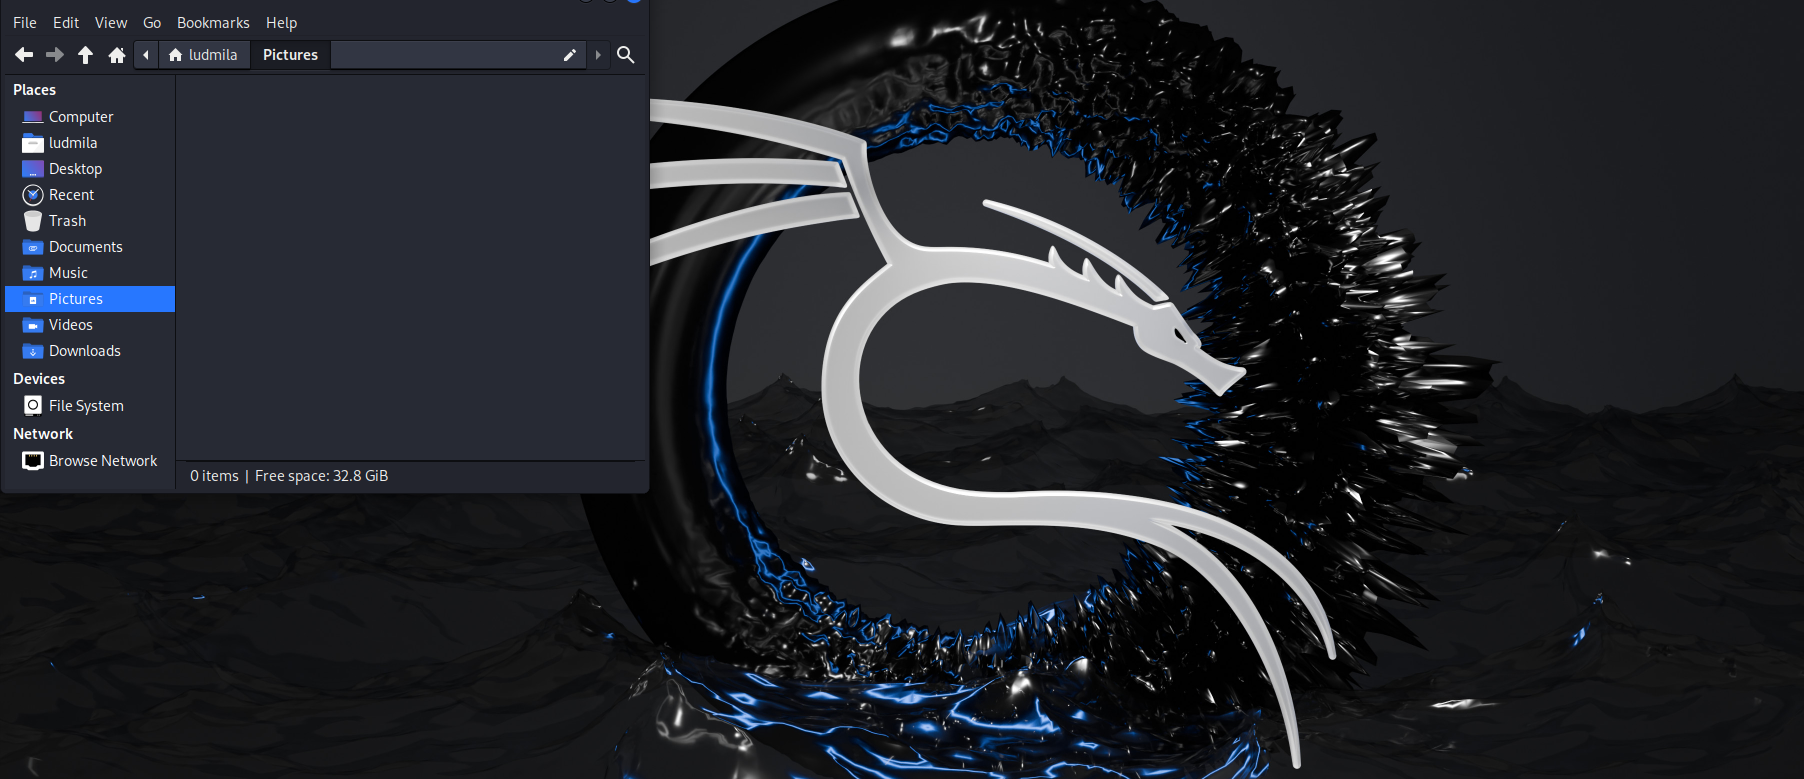 File Edit View Go Bookmarks Help
ludmila Pictures
Places
Computer
ludmila
Desktop
Recent
Trash
Documents
Music
Pictures
Videos
Downloads
Devices
File System
Network
Browse Network
0 items | Free space: 32.8 GiB